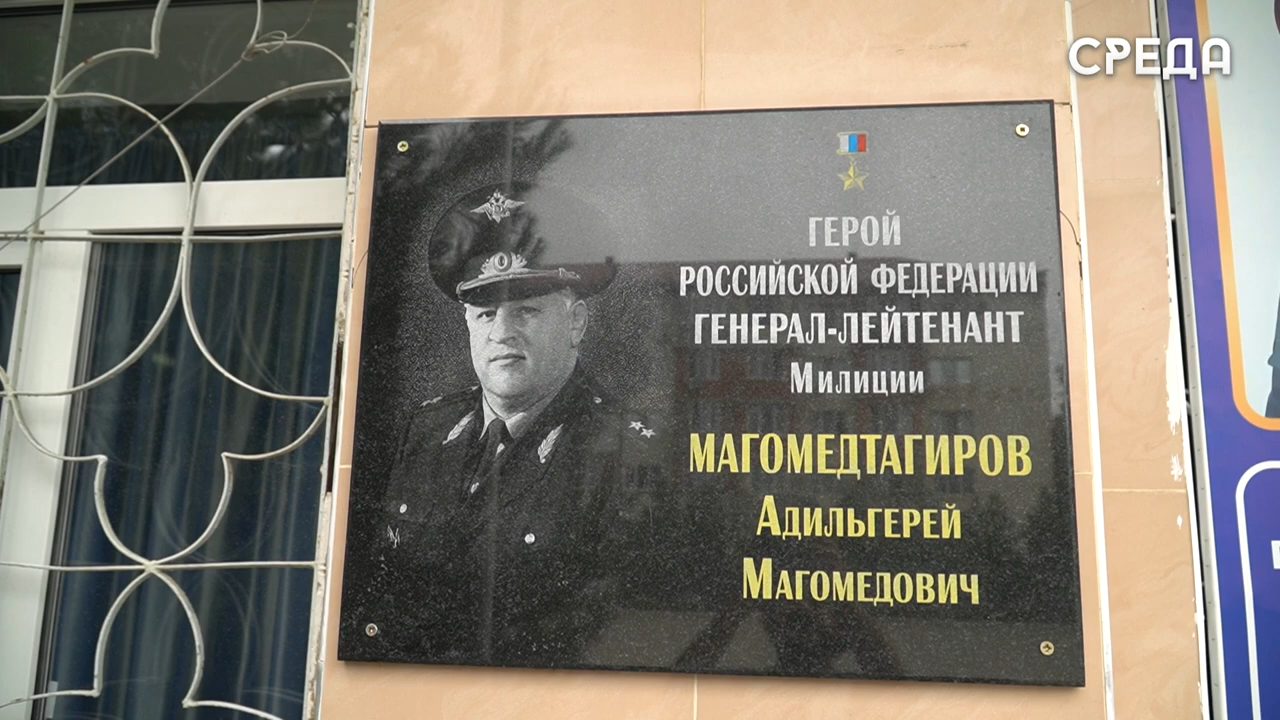 СРЕДА
ГЕРОЙ
РОССИЙСКОЙ ФЕДЕРАЦИИ
ГЕНЕРАЛ-ЛЕЙТЕНАНТ
Милиции
МАГОМЕДТАГИРОВ
Адильгерей
Магомедович